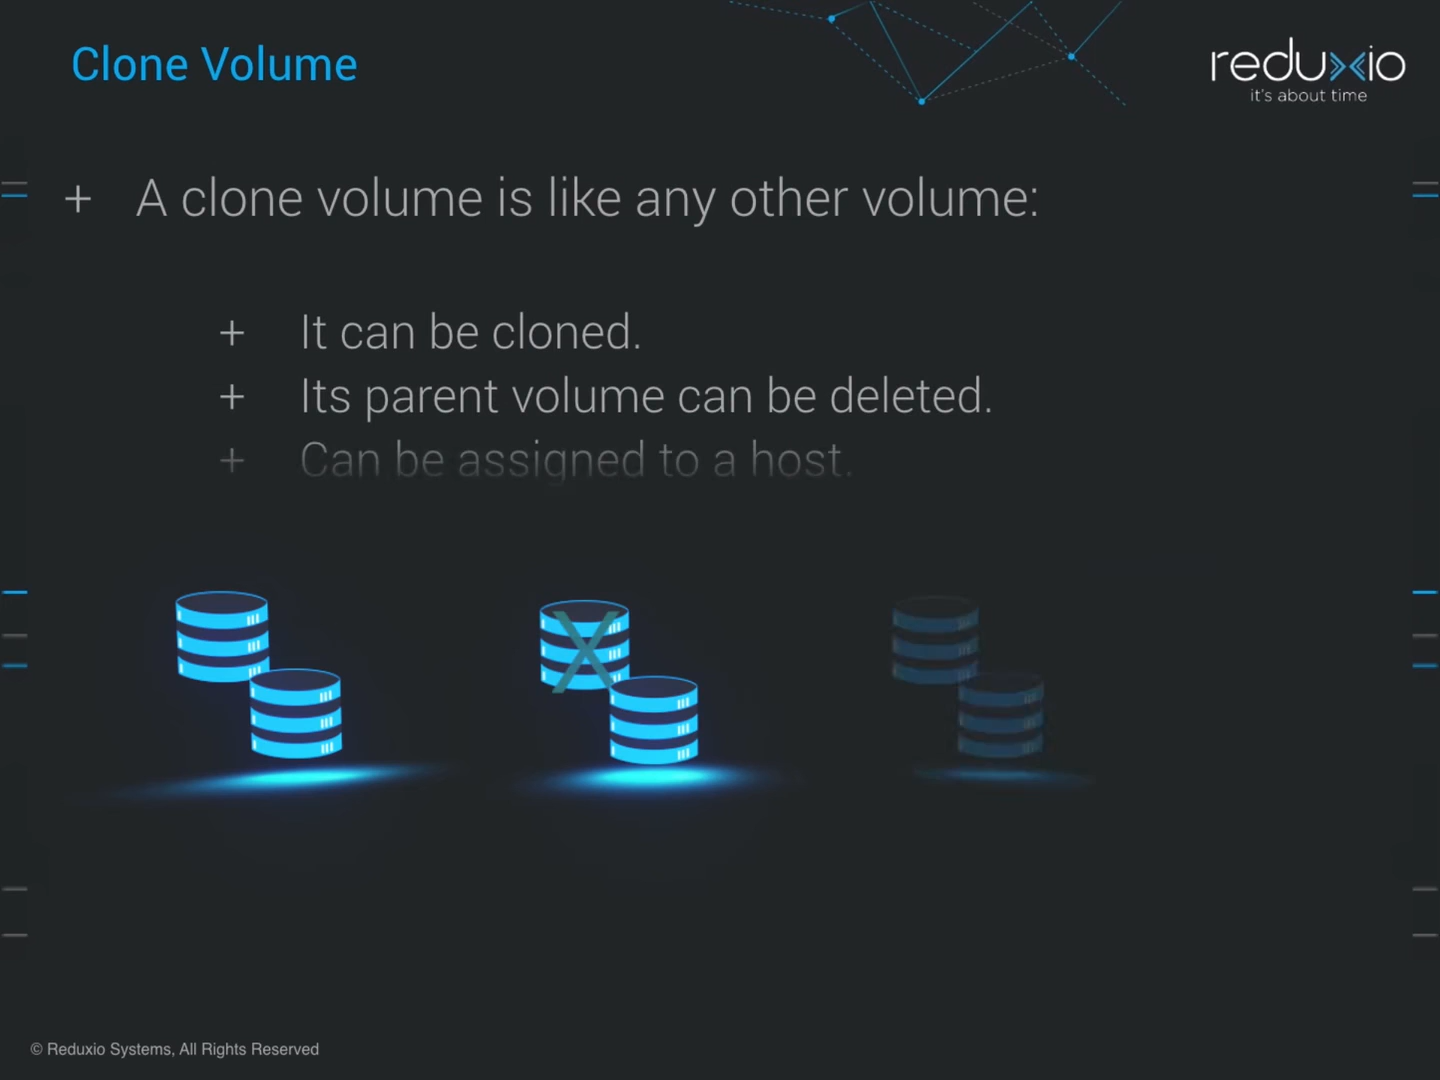 Clone Volume
reduxio
it's about time
+ A clone volume is like any other volume:
+ It can be cloned.
+ Its parent volume can be deleted.
+ Can be assigned to a host.
X
© Reduxio Systems, All Rights Reserved